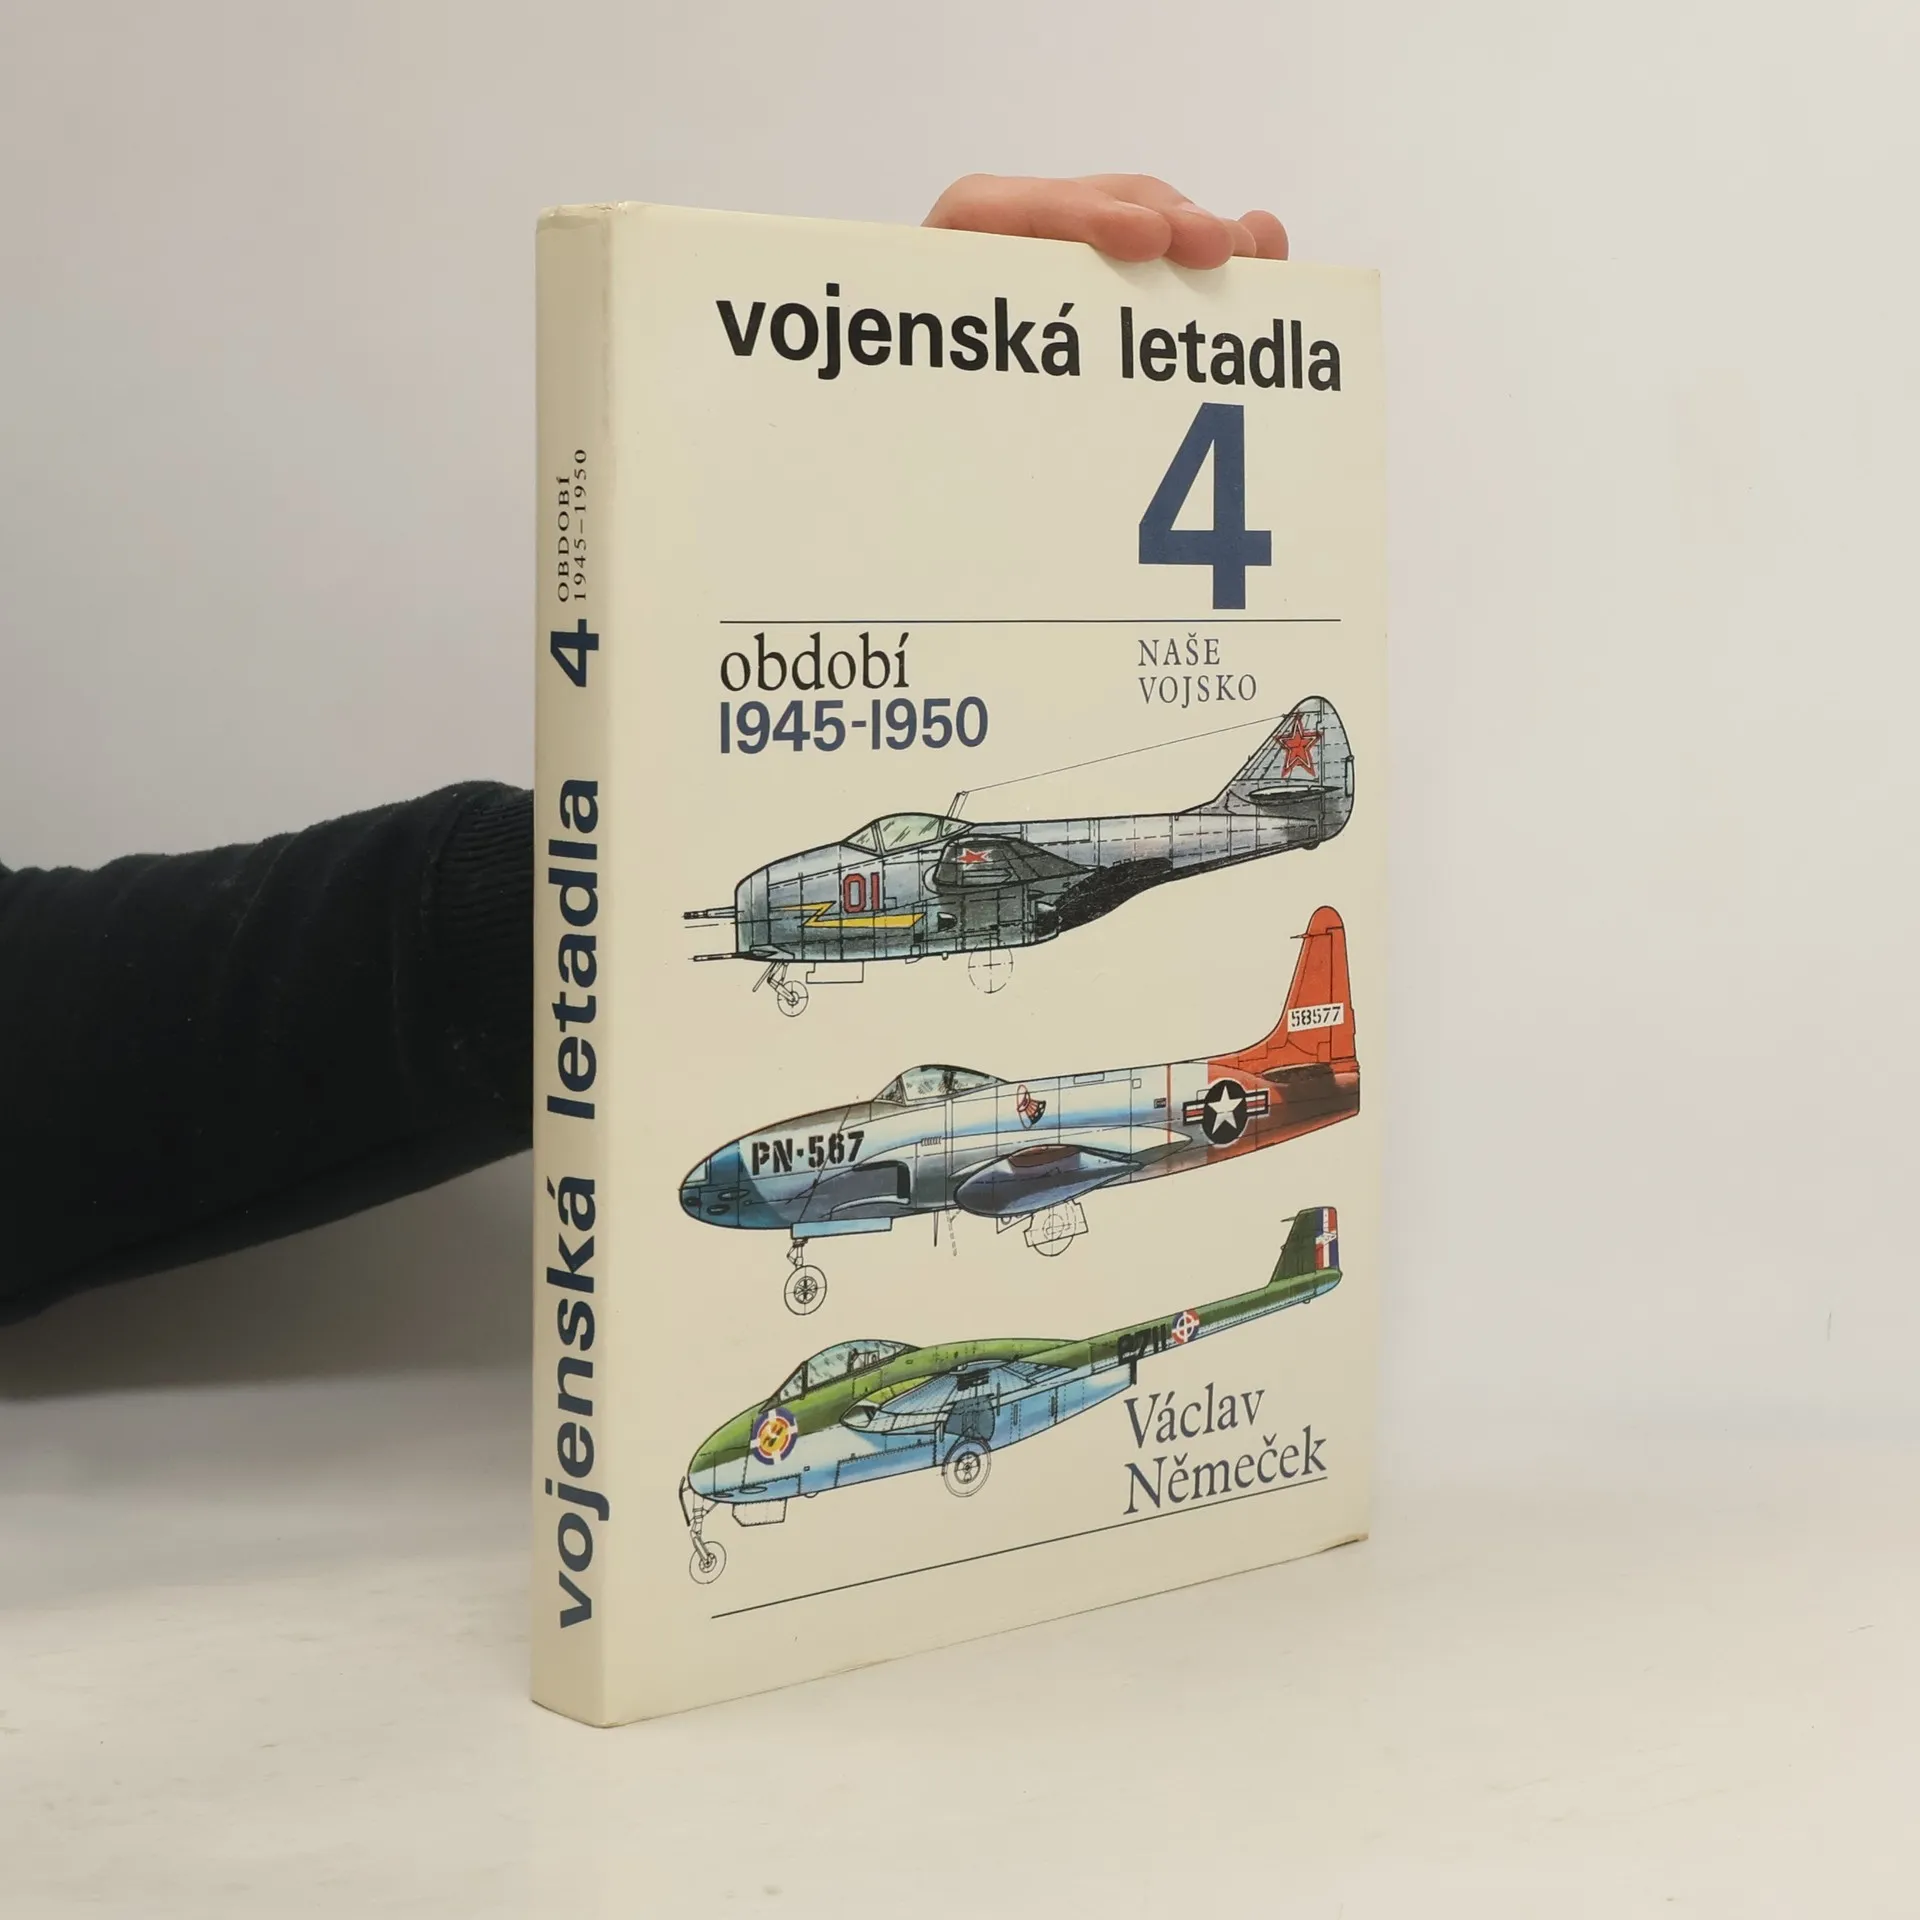 vojenská letadla
4
období
1945-1950
NAŠE
VOJSKO
01
58577
PN-567
Václav
Němeček
vojenská letadla 4 OBDOBÍ
1945–1950